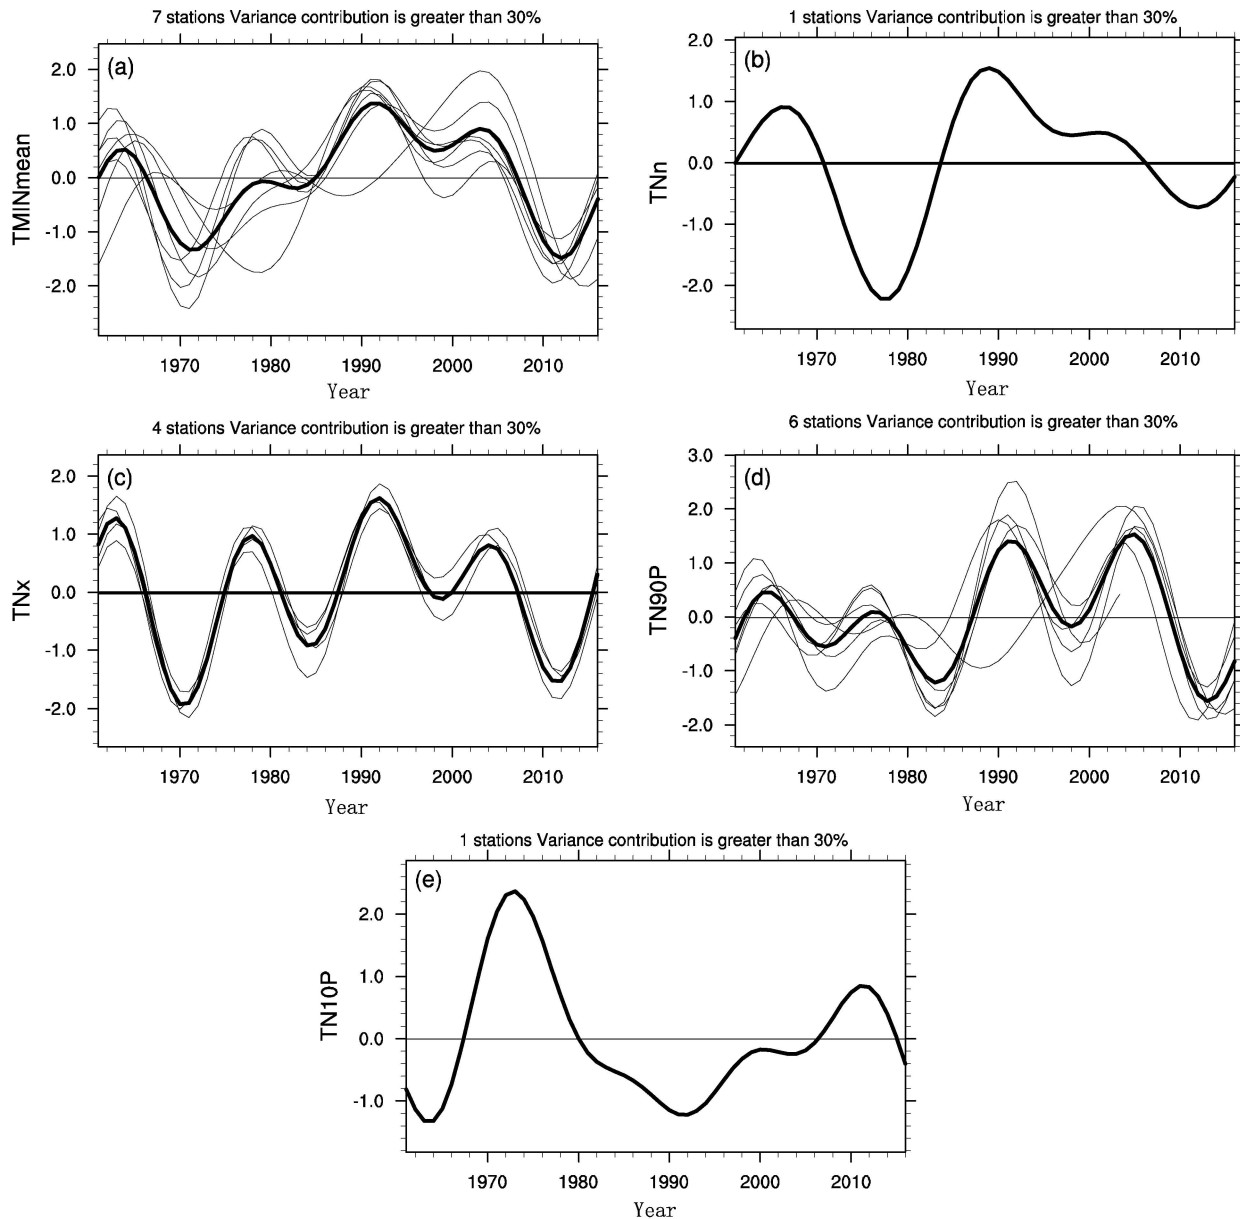 7 stations Variance contribution is greater than 30%
(a)
TMINmean
2.0
1.0
0.0
-1.0
-2.0
1970 1980 1990 2000 2010
Year
1 stations Variance contribution is greater than 30%
(b)
TNn
2.0
1.0
0.0
-1.0
-2.0
1970 1980 1990 2000 2010
Year
4 stations Variance contribution is greater than 30%
(c)
TNx
2.0
1.0
0.0
-1.0
-2.0
1970 1980 1990 2000 2010
Year
6 stations Variance contribution is greater than 30%
(d)
TN90P
3.0
2.0
1.0
0.0
-1.0
-2.0
1970 1980 1990 2000 2010
Year
1 stations Variance contribution is greater than 30%
(e)
TN10P
2.0
1.0
0.0
-1.0
1970 1980 1990 2000 2010
Year